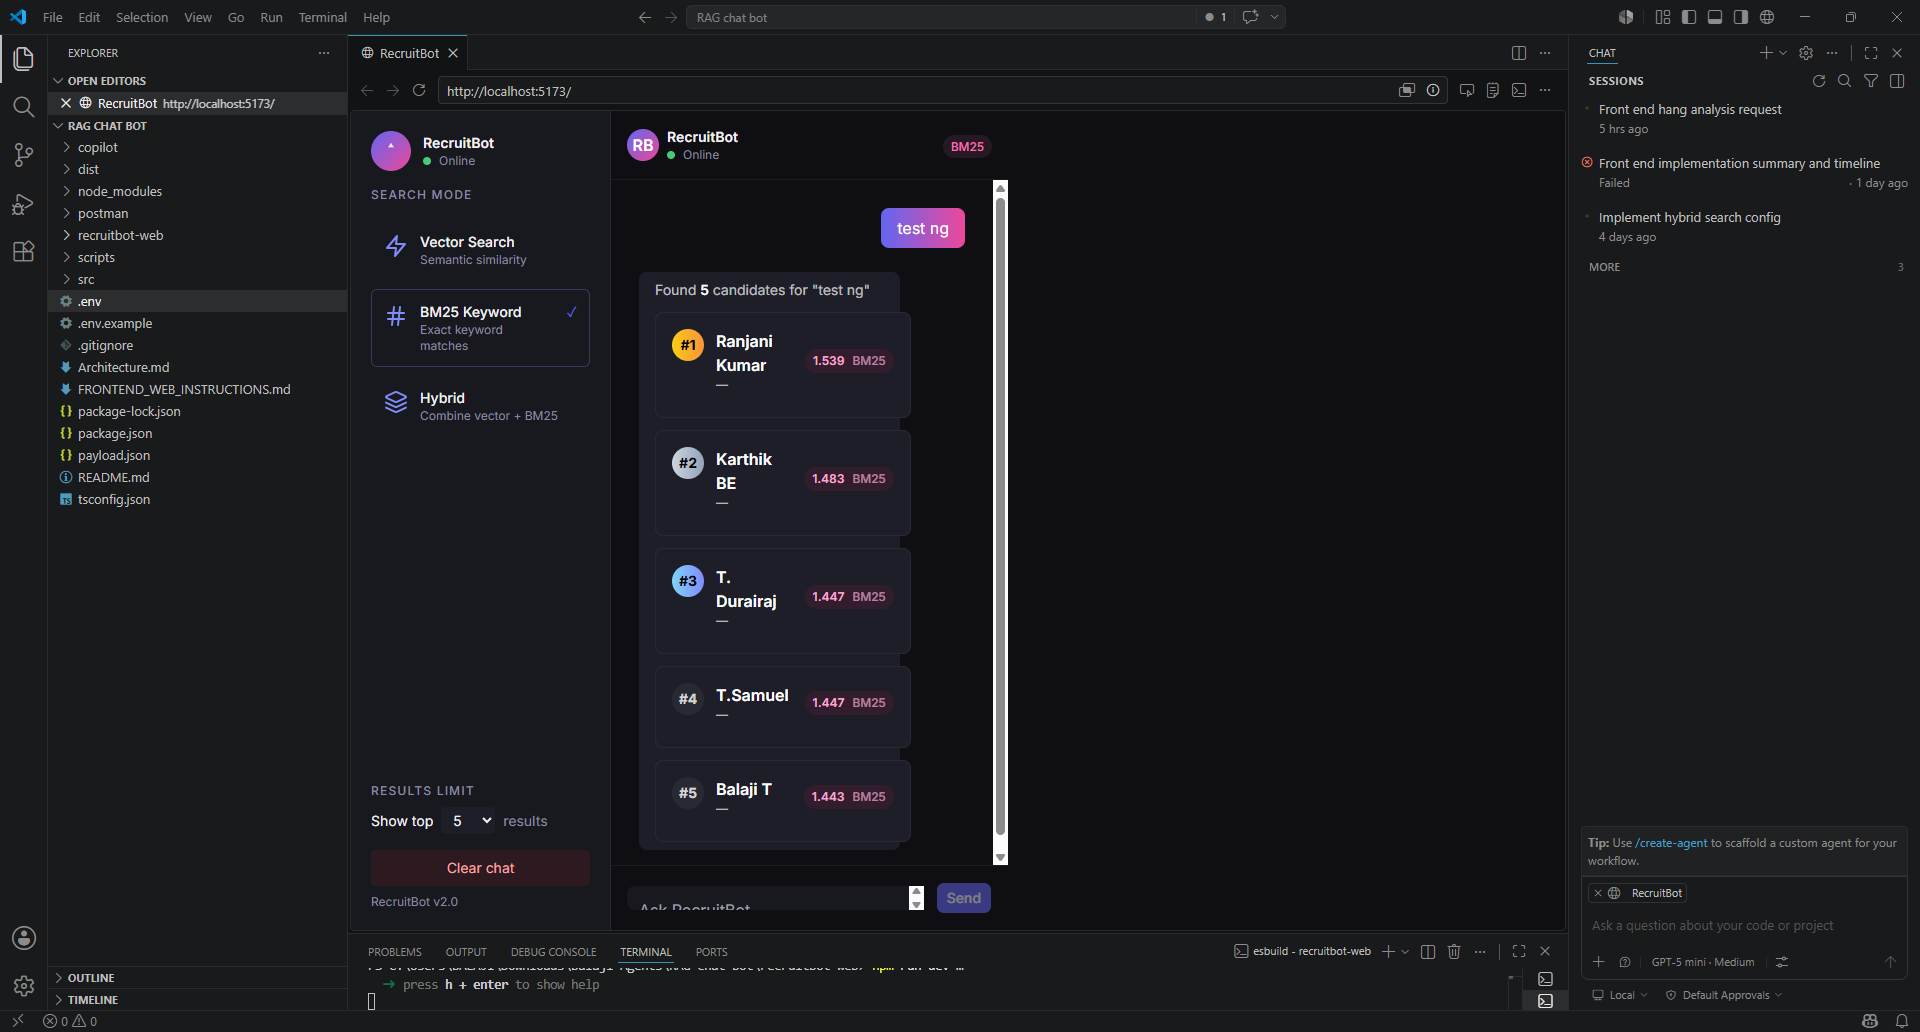 File Edit Selection View Go Run Terminal Help
RAG chat bot
1
EXPLORER
OPEN EDITORS
RecruitBot http://localhost:5173/
RAG CHAT BOT
copilot
dist
node_modules
postman
recruitbot-web
scripts
src
.env
.env.example
.gitignore
Architecture.md
FRONTEND_WEB_INSTRUCTIONS.md
package-lock.json
package.json
payload.json
README.md
tsconfig.json
OUTLINE
TIMELINE
RecruitBot
http://localhost:5173/
RecruitBot
Online
SEARCH MODE
Vector Search
Semantic similarity
BM25 Keyword
Exact keyword
matches
Hybrid
Combine vector + BM25
RESULTS LIMIT
Show top 5 results
Clear chat
RecruitBot v2.0
RB RecruitBot
Online
BM25
test ng
Found 5 candidates for "test ng"
#1 Ranjani
Kumar
—
1.539 BM25
#2 Karthik
BE
—
1.483 BM25
#3 T.
Durairaj
—
1.447 BM25
#4 T.Samuel
—
1.447 BM25
#5 Balaji T
—
1.443 BM25
Ask RecruitBot
Send
PROBLEMS OUTPUT DEBUG CONSOLE TERMINAL PORTS
esbuild - recruitbot-web
→ press h + enter to show help
CHAT
SESSIONS
Front end hang analysis request
5 hrs ago
Front end implementation summary and timeline
Failed · 1 day ago
Implement hybrid search config
4 days ago
MORE 3
Tip: Use /create-agent to scaffold a custom agent for your
workflow.
RecruitBot
Ask a question about your code or project
GPT-5 mini · Medium
Local Default Approvals
0 0